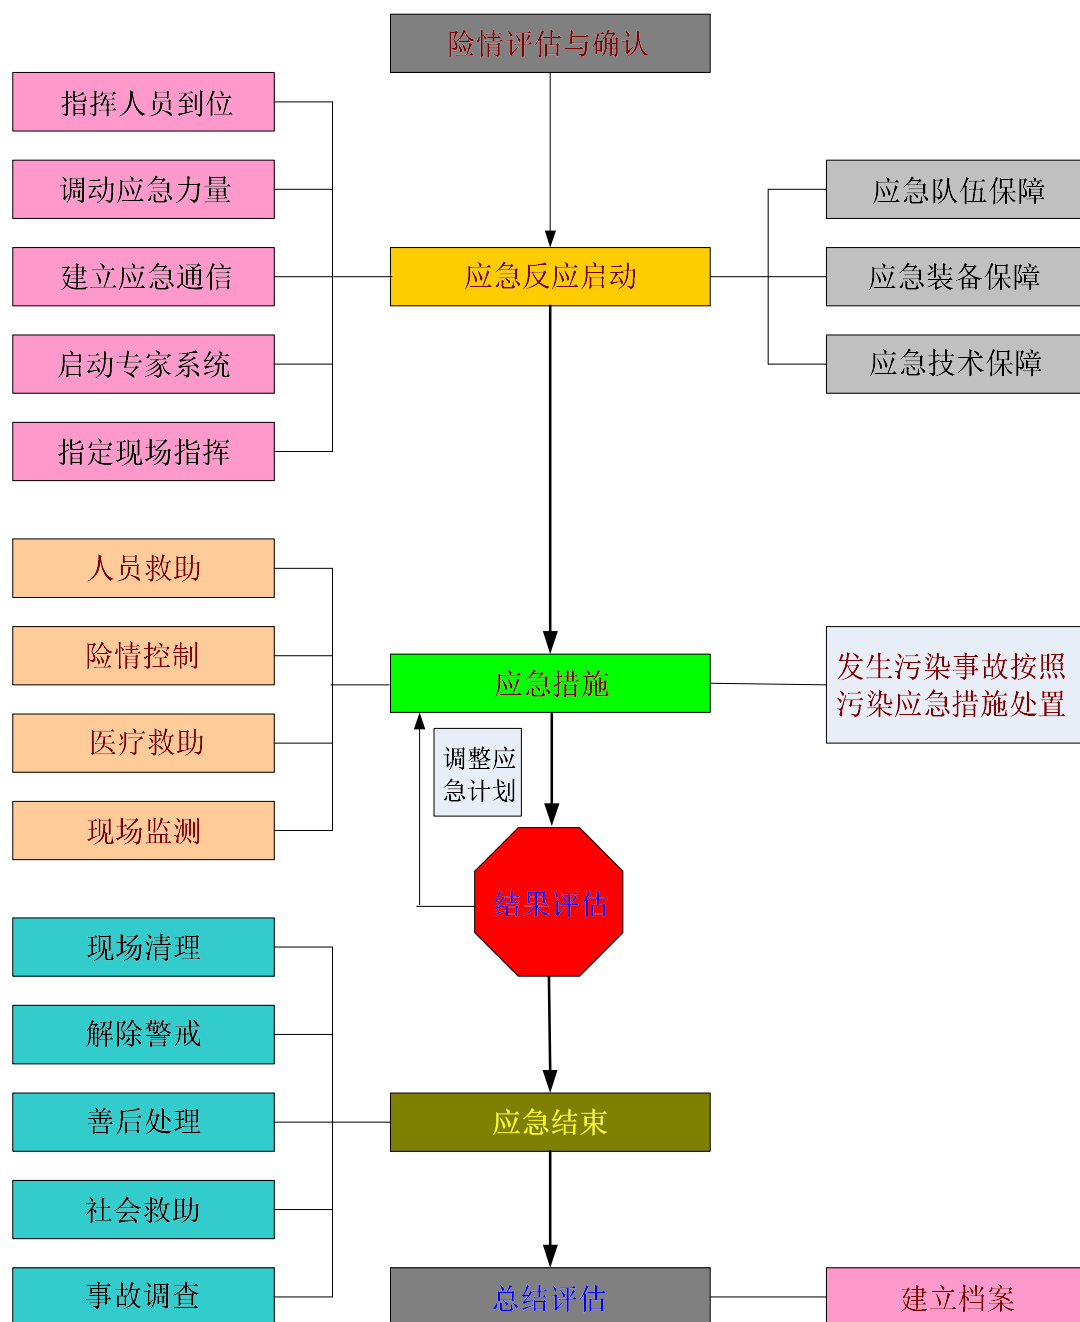 险情评估与确认
指挥人员到位
调动应急力量
应急队伍保障
建立应急通信
应急反应启动
应急装备保障
启动专家系统
应急技术保障
指定现场指挥
人员救助
险情控制
应急措施
发生污染事故按照
污染应急措施处置
医疗救助
调整应
急计划
现场监测
结果评估
现场清理
解除警戒
善后处理
应急结束
社会救助
事故调查
总结评估
建立档案